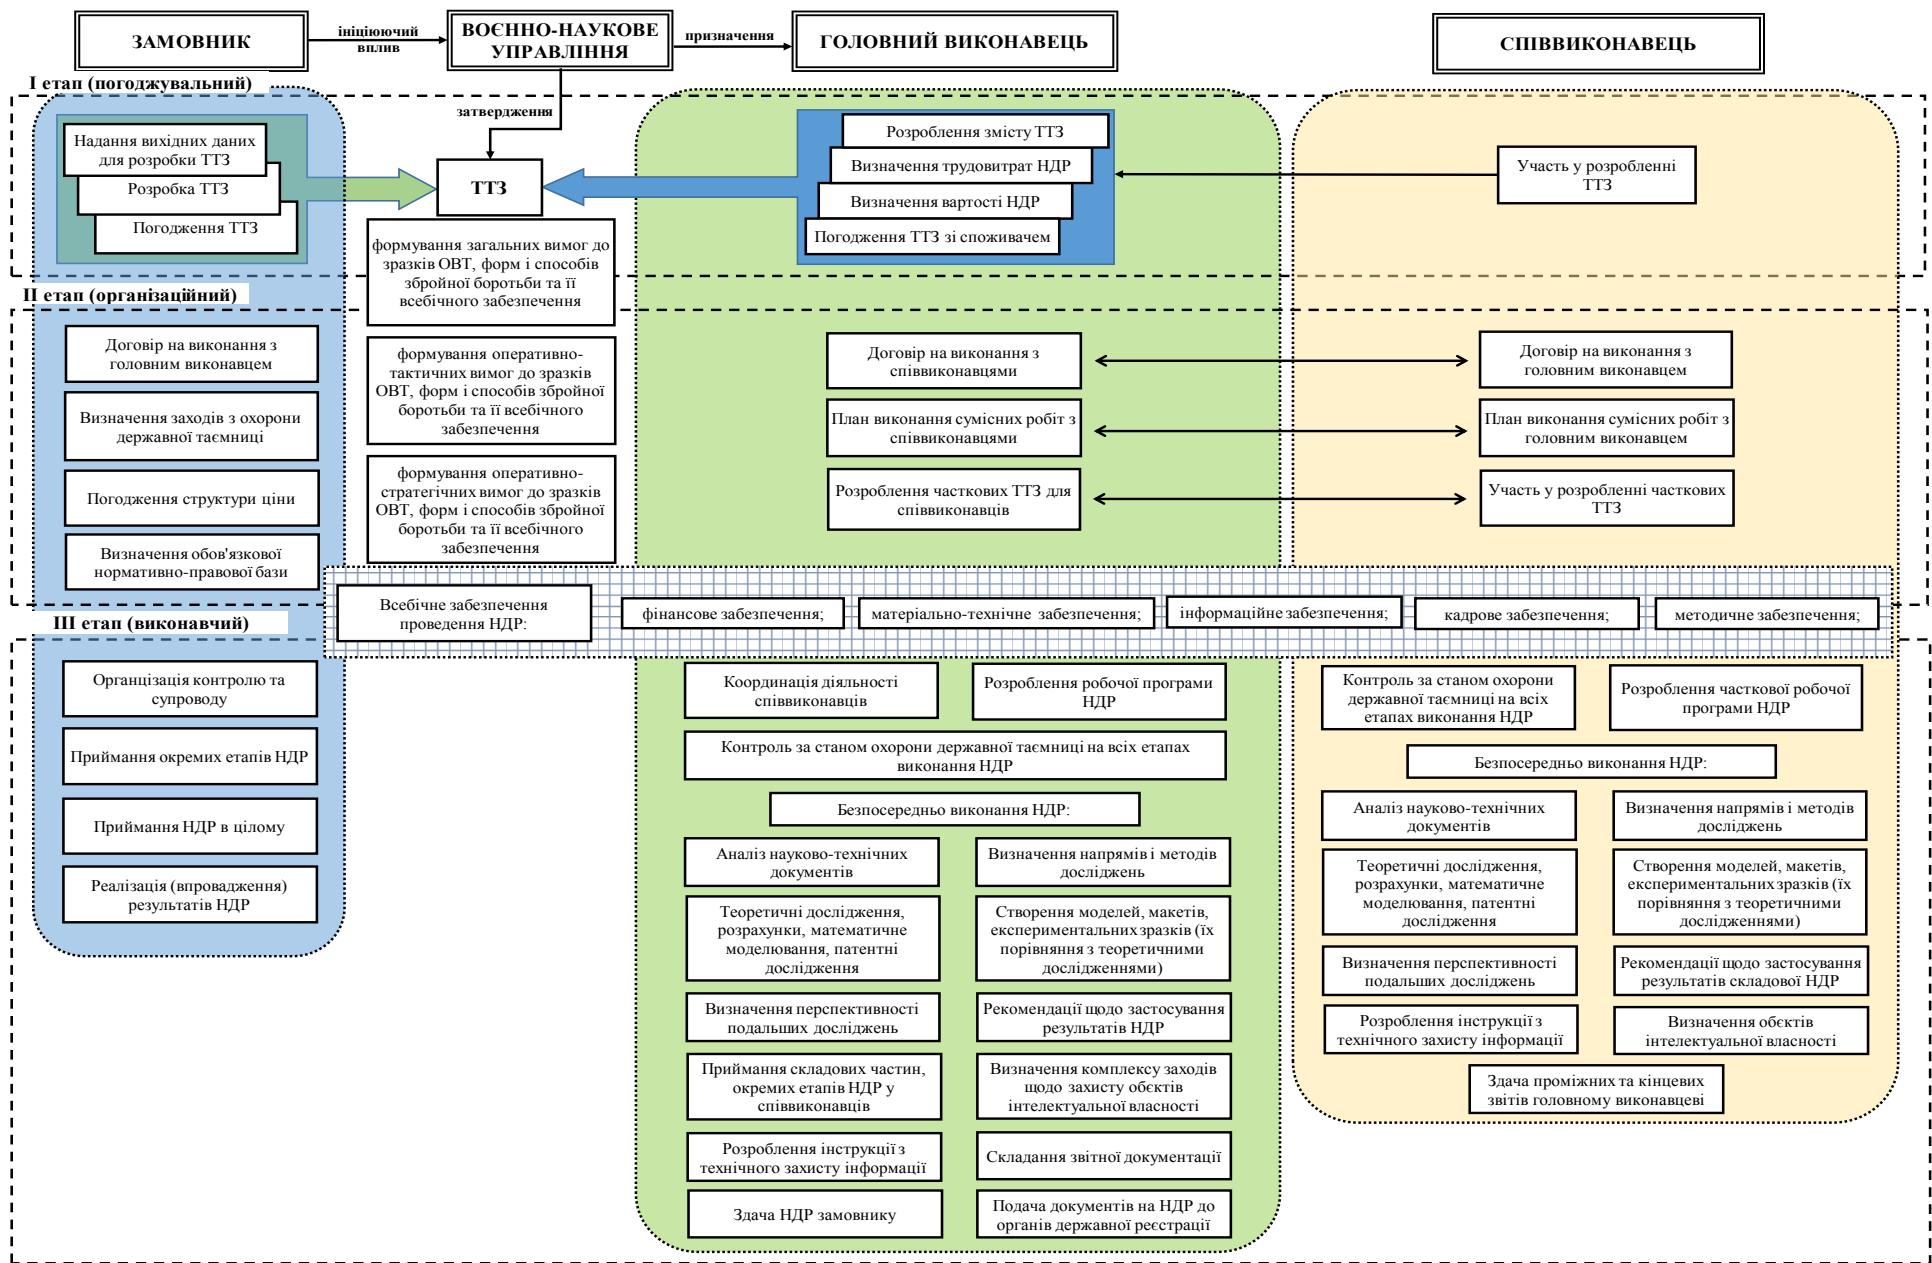 ЗАМОВНИК
ініціюючий
вплив
ВОЄННО-НАУКОВЕ
УПРАВЛІННЯ
призначення
ГОЛОВНИЙ ВИКОНАВЕЦЬ
СПІВВИКОНАВЕЦЬ
І етап (погоджувальний)
затвердження
Надання вихідних даних
для розробки ТТЗ
Розробка ТТЗ
Погодження ТТЗ
ТТЗ
Розроблення змісту ТТЗ
Визначення трудовитрат НДР
Визначення вартості НДР
Погодження ТТЗ зі споживачем
Участь у розробленні
ТТЗ
формування загальних вимог до
зразків ОВТ, форм і способів
збройної боротьби та її
всебічного забезпечення
ІІ етап (організаційний)
Договір на виконання з
головним виконавцем
Визначення заходів з охорони
державної таємниці
Погодження структури ціни
Визначення обов'язкової
нормативно-правової бази
формування оперативно-
тактичних вимог до зразків
ОВТ, форм і способів збройної
боротьби та її всебічного
забезпечення
формування оперативно-
стратегічних вимог до зразків
ОВТ, форм і способів збройної
боротьби та її всебічного
забезпечення
Договір на виконання з
співвиконавцями
План виконання сумісних робіт з
співвиконавцями
Розроблення часткових ТТЗ для
співвиконавців
Договір на виконання з
головним виконавцем
План виконання сумісних робіт з
головним виконавцем
Участь у розробленні часткових
ТТЗ
Всебічне забезпечення
проведення НДР:
фінансове забезпечення;
матеріально-технічне забезпечення;
інформаційне забезпечення;
кадрове забезпечення;
методичне забезпечення;
ІІІ етап (виконавчий)
Органцізація контролю та
супроводу
Приймання окремих етапів НДР
Приймання НДР в цілому
Реалізація (впровадження)
результатів НДР
Координація діяльності
співвиконавців
Розроблення робочої програми
НДР
Контроль за станом охорони державної таємниці на всіх етапах
виконання НДР
Безпосередньо виконання НДР:
Аналіз науково-технічних
документів
Визначення напрямів і методів
досліджень
Теоретичні дослідження,
розрахунки, математичне
моделювання, патентні
дослідження
Створення моделей, макетів,
експериментальних зразків (їх
порівняння з теоретичними
дослідженнями)
Визначення перспективності
подальших досліджень
Рекомендації щодо застосування
результатів НДР
Приймання складових частин,
окремих етапів НДР у
співвиконавців
Визначення комплексу заходів
щодо захисту обєктів
інтелектуальної власності
Розроблення інструкції з
технічного захисту інформації
Складання звітної документації
Здача НДР замовнику
Подача документів на НДР до
органів державної реєстрації
Контроль за станом охорони
державної таємниці на всіх
етапах виконання НДР
Розроблення часткової робочої
програми НДР
Безпосередньо виконання НДР:
Аналіз науково-технічних
документів
Визначення напрямів і методів
досліджень
Теоретичні дослідження,
розрахунки, математичне
моделювання, патентні
дослідження
Створення моделей, макетів,
експериментальних зразків (їх
порівняння з теоретичними
дослідженнями)
Визначення перспективності
подальших досліджень
Рекомендації щодо застосування
результатів складової НДР
Розроблення інструкції з
технічного захисту інформації
Визначення обєктів
інтелектуальної власності
Здача проміжних та кінцевих
звітів головному виконавцеві